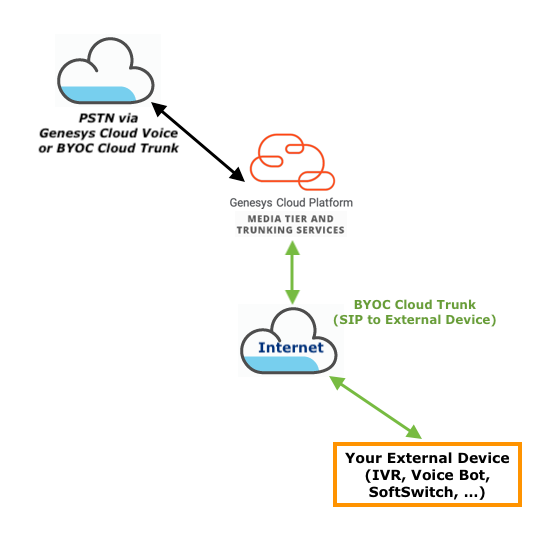 PSTN via
Genesys Cloud Voice
or BYOC Cloud Trunk
Genesys Cloud Platform
MEDIA TIER AND
TRUNKING SERVICES
BYOC Cloud Trunk
(SIP to External Device)
Internet
Your External Device
(IVR, Voice Bot,
SoftSwitch, ...)